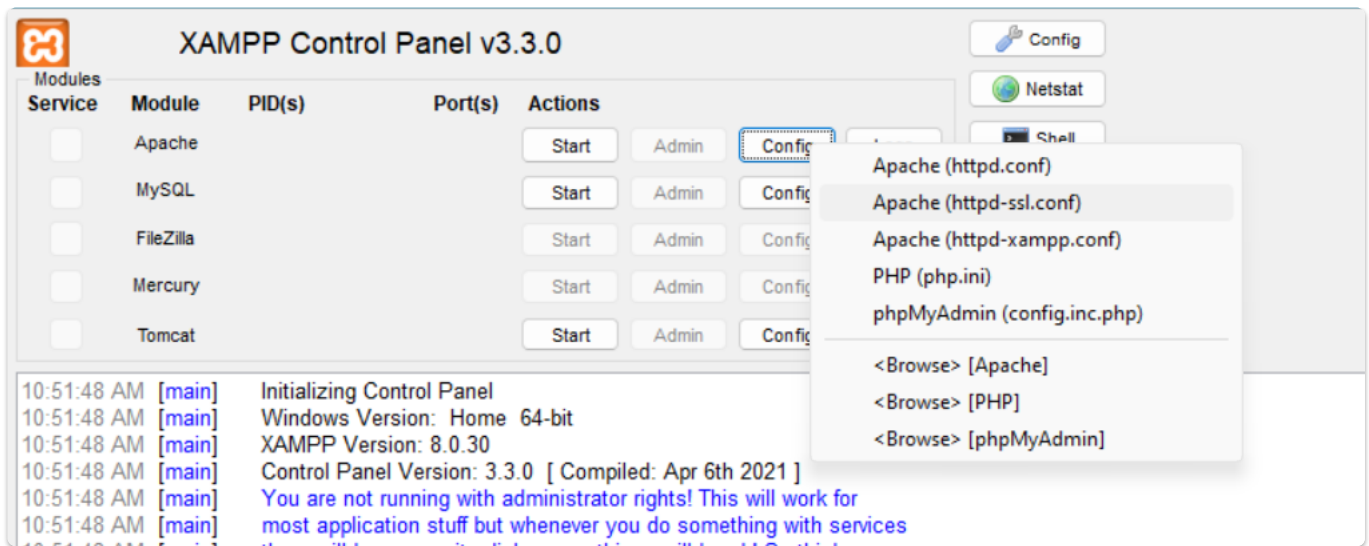 XAMPP Control Panel v3.3.0
Config
Modules
Netstat
Service Module PID(s) Port(s) Actions
Shell
Apache Start Admin Config
MySQL Start Admin Config
FileZilla Start Admin Config
Mercury Start Admin Config
Tomcat Start Admin Config
Apache (httpd.conf)
Apache (httpd-ssl.conf)
Apache (httpd-xampp.conf)
PHP (php.ini)
phpMyAdmin (config.inc.php)
<Browse> [Apache]
<Browse> [PHP]
<Browse> [phpMyAdmin]
10:51:48 AM [main] Initializing Control Panel
10:51:48 AM [main] Windows Version: Home 64-bit
10:51:48 AM [main] XAMPP Version: 8.0.30
10:51:48 AM [main] Control Panel Version: 3.3.0 [ Compiled: Apr 6th 2021 ]
10:51:48 AM [main] You are not running with administrator rights! This will work for
10:51:48 AM [main] most application stuff but whenever you do something with services